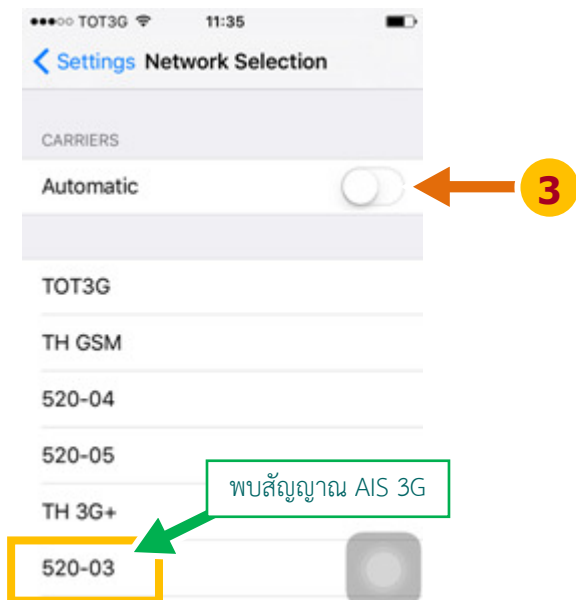 TOT3G 11:35
Settings Network Selection
CARRIERS
Automatic
3
TOT3G
TH GSM
520-04
520-05
พบสัญญาณ AIS 3G
TH 3G+
520-03